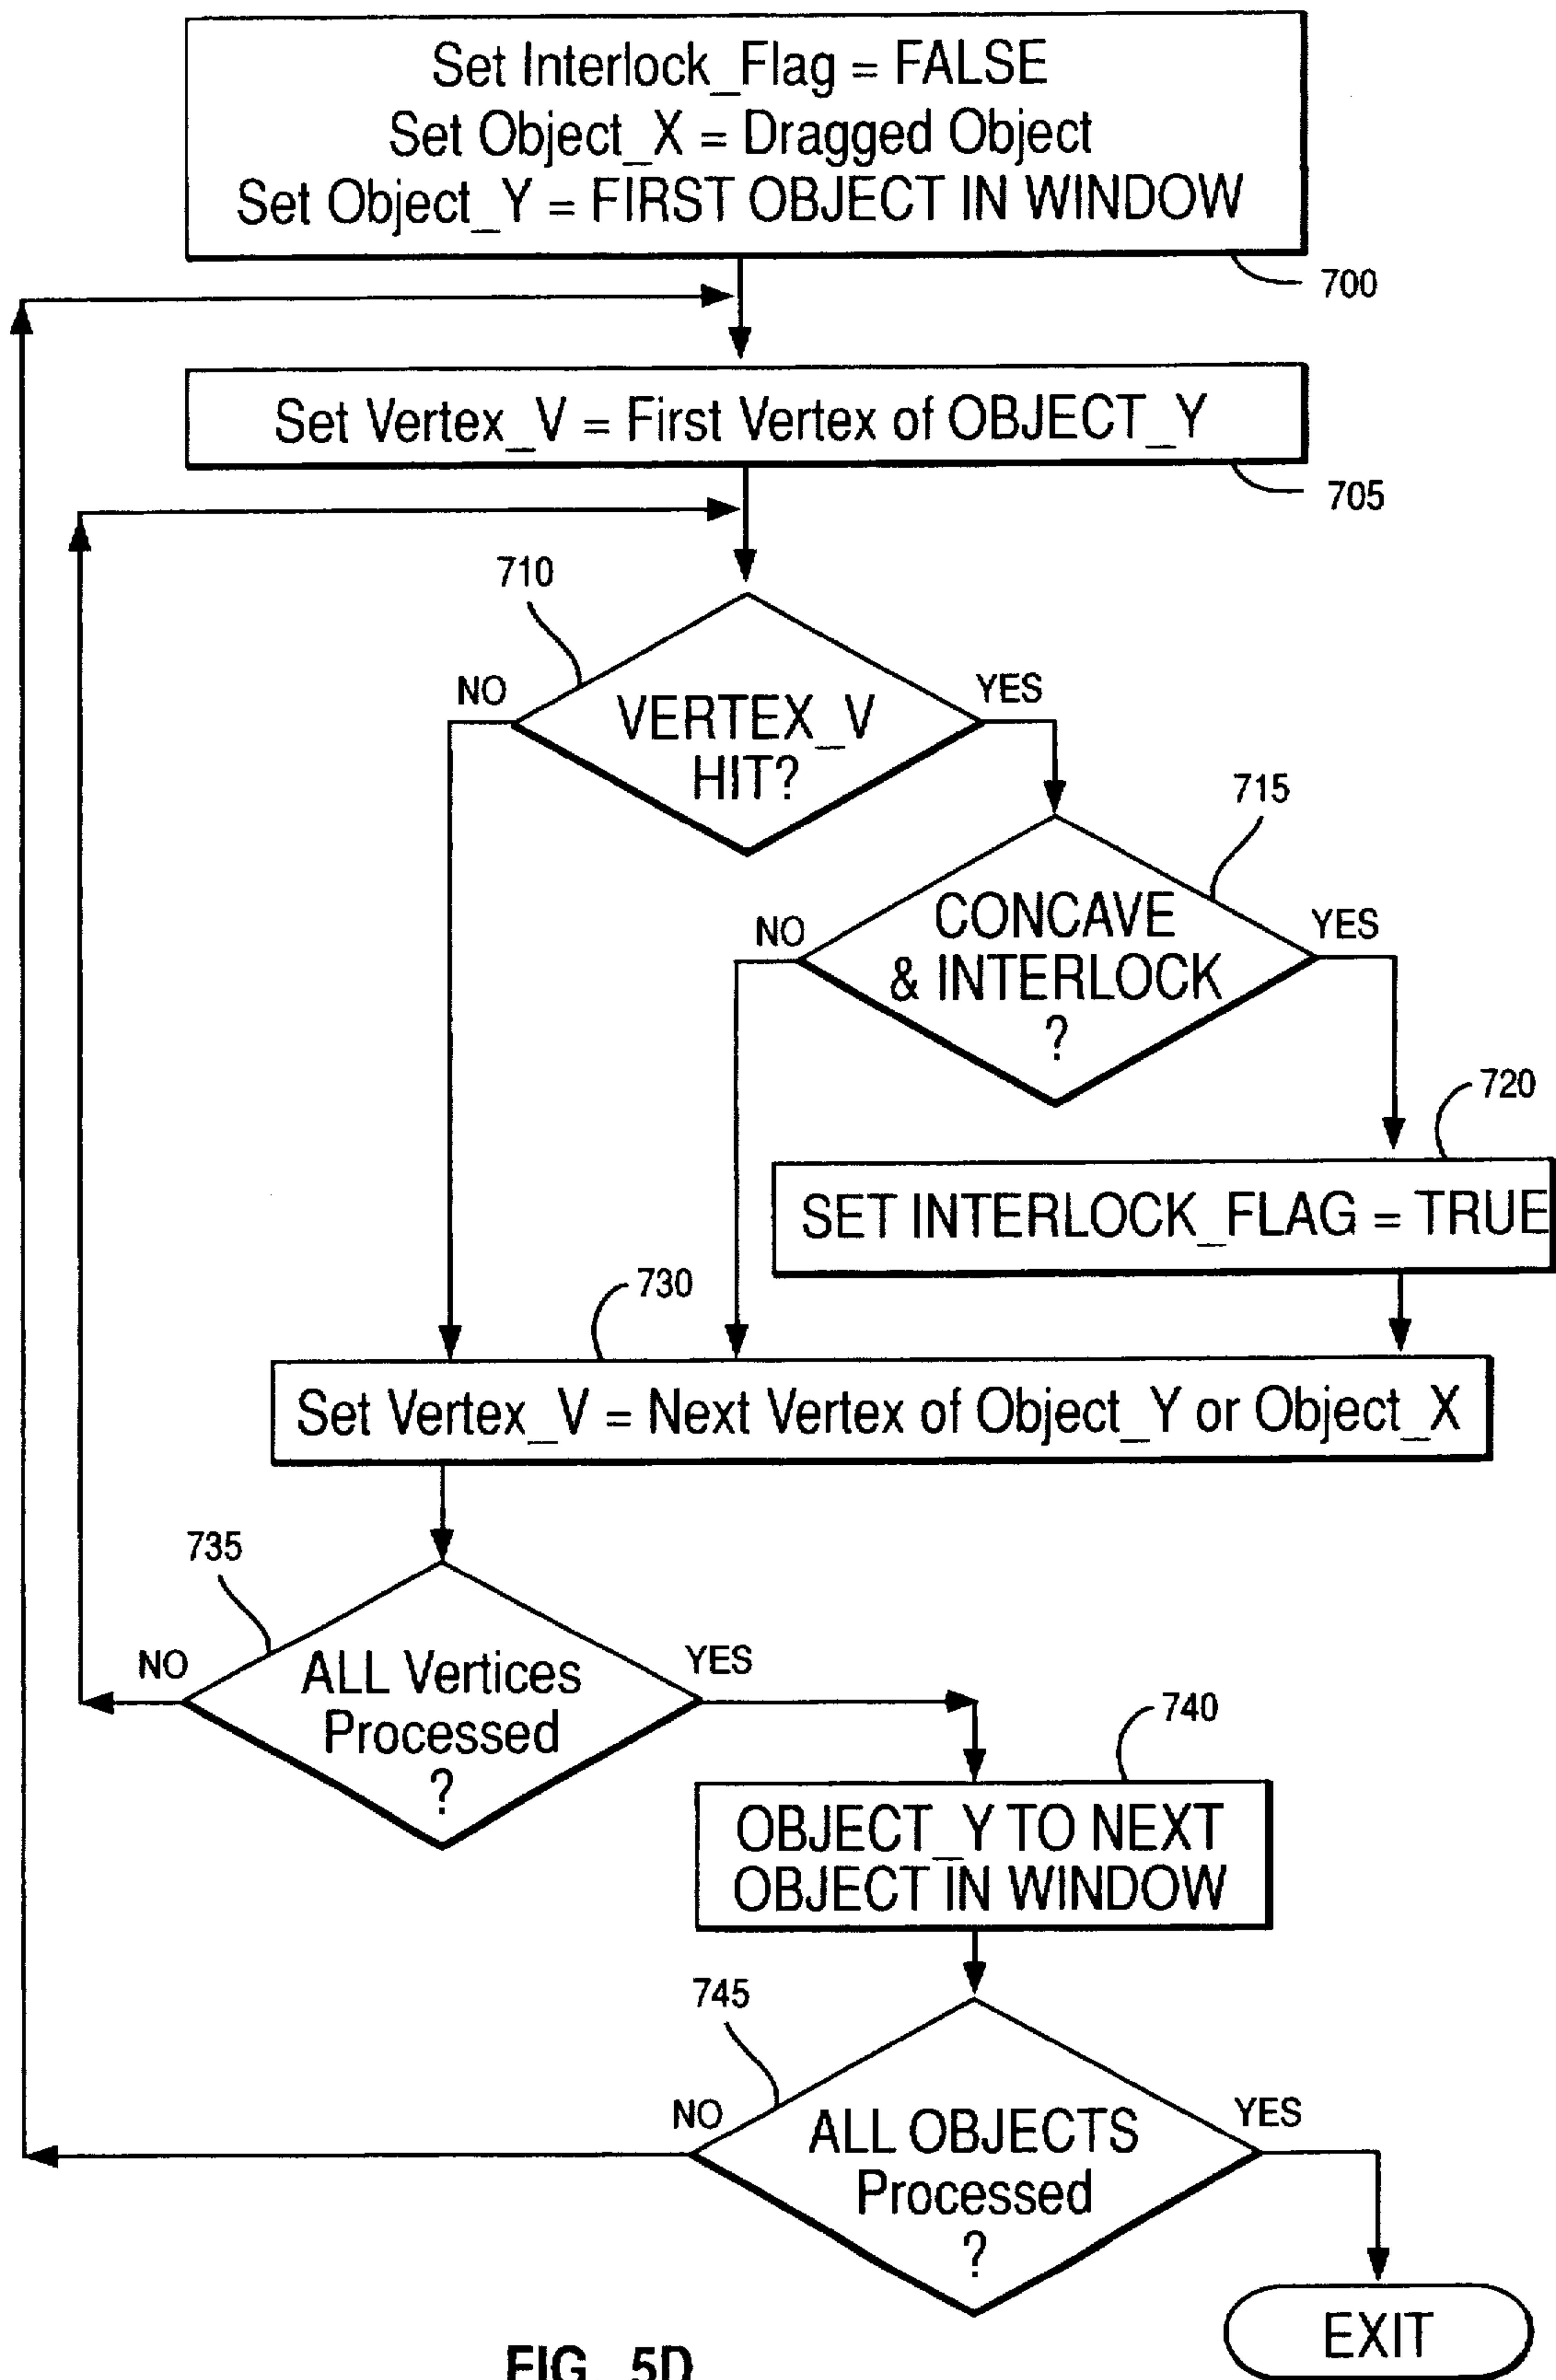 Set Interlock_Flag = FALSE
Set Object_X = Dragged Object
Set Object_Y = FIRST OBJECT IN WINDOW
700
Set Vertex_V = First Vertex of OBJECT_Y
705
710
NO
YES
VERTEX_V
HIT?
715
NO
YES
CONCAVE
& INTERLOCK
?
720
SET INTERLOCK_FLAG = TRUE
730
Set Vertex_V = Next Vertex of Object_Y or Object_X
735
NO
YES
ALL Vertices
Processed
?
740
OBJECT_Y TO NEXT
OBJECT IN WINDOW
745
NO
YES
ALL OBJECTS
Processed
?
EXIT
FIG_5D